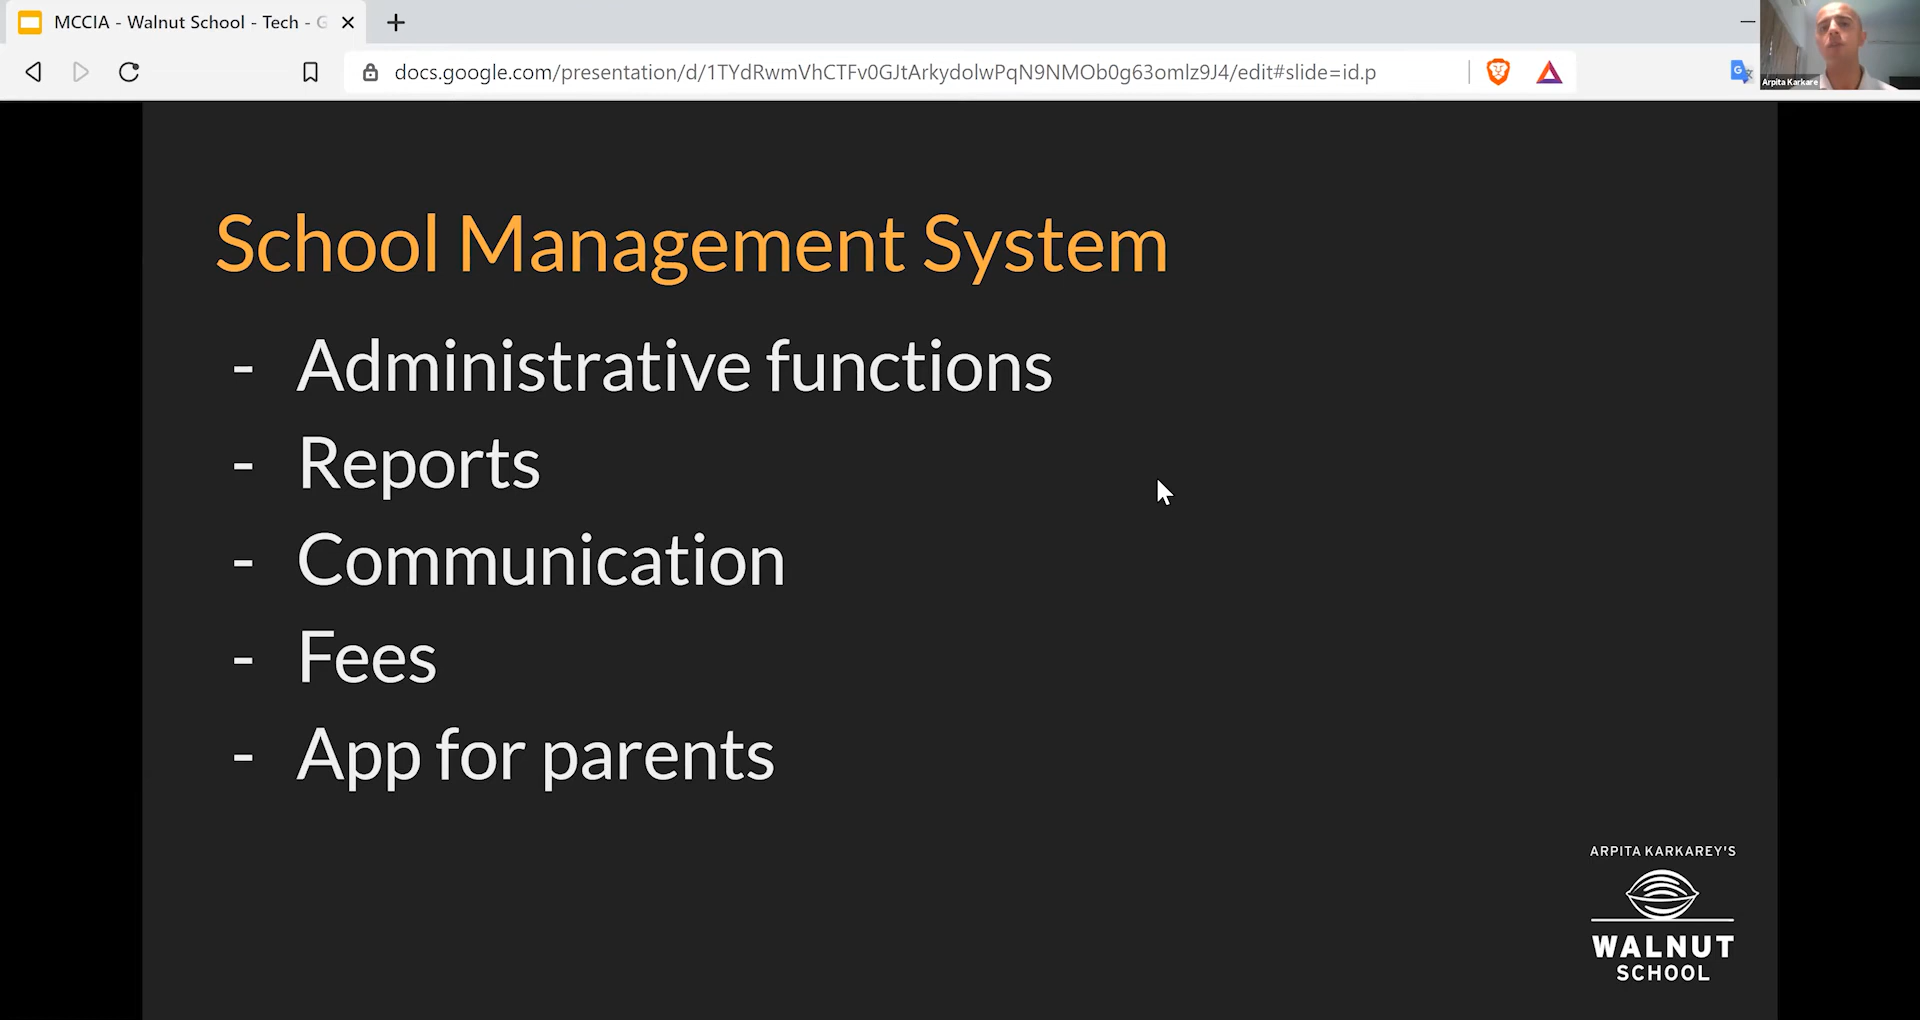 MCCIA - Walnut School - Tech - G
docs.google.com/presentation/d/1TYdRwmVhCTFv0GJtArkydolwPqN9NMOb0g63omlz9J4/edit#slide=id.p
Arpita Karkare
School Management System
- Administrative functions
- Reports
- Communication
- Fees
- App for parents
ARPITA KARKAREY'S
WALNUT
SCHOOL